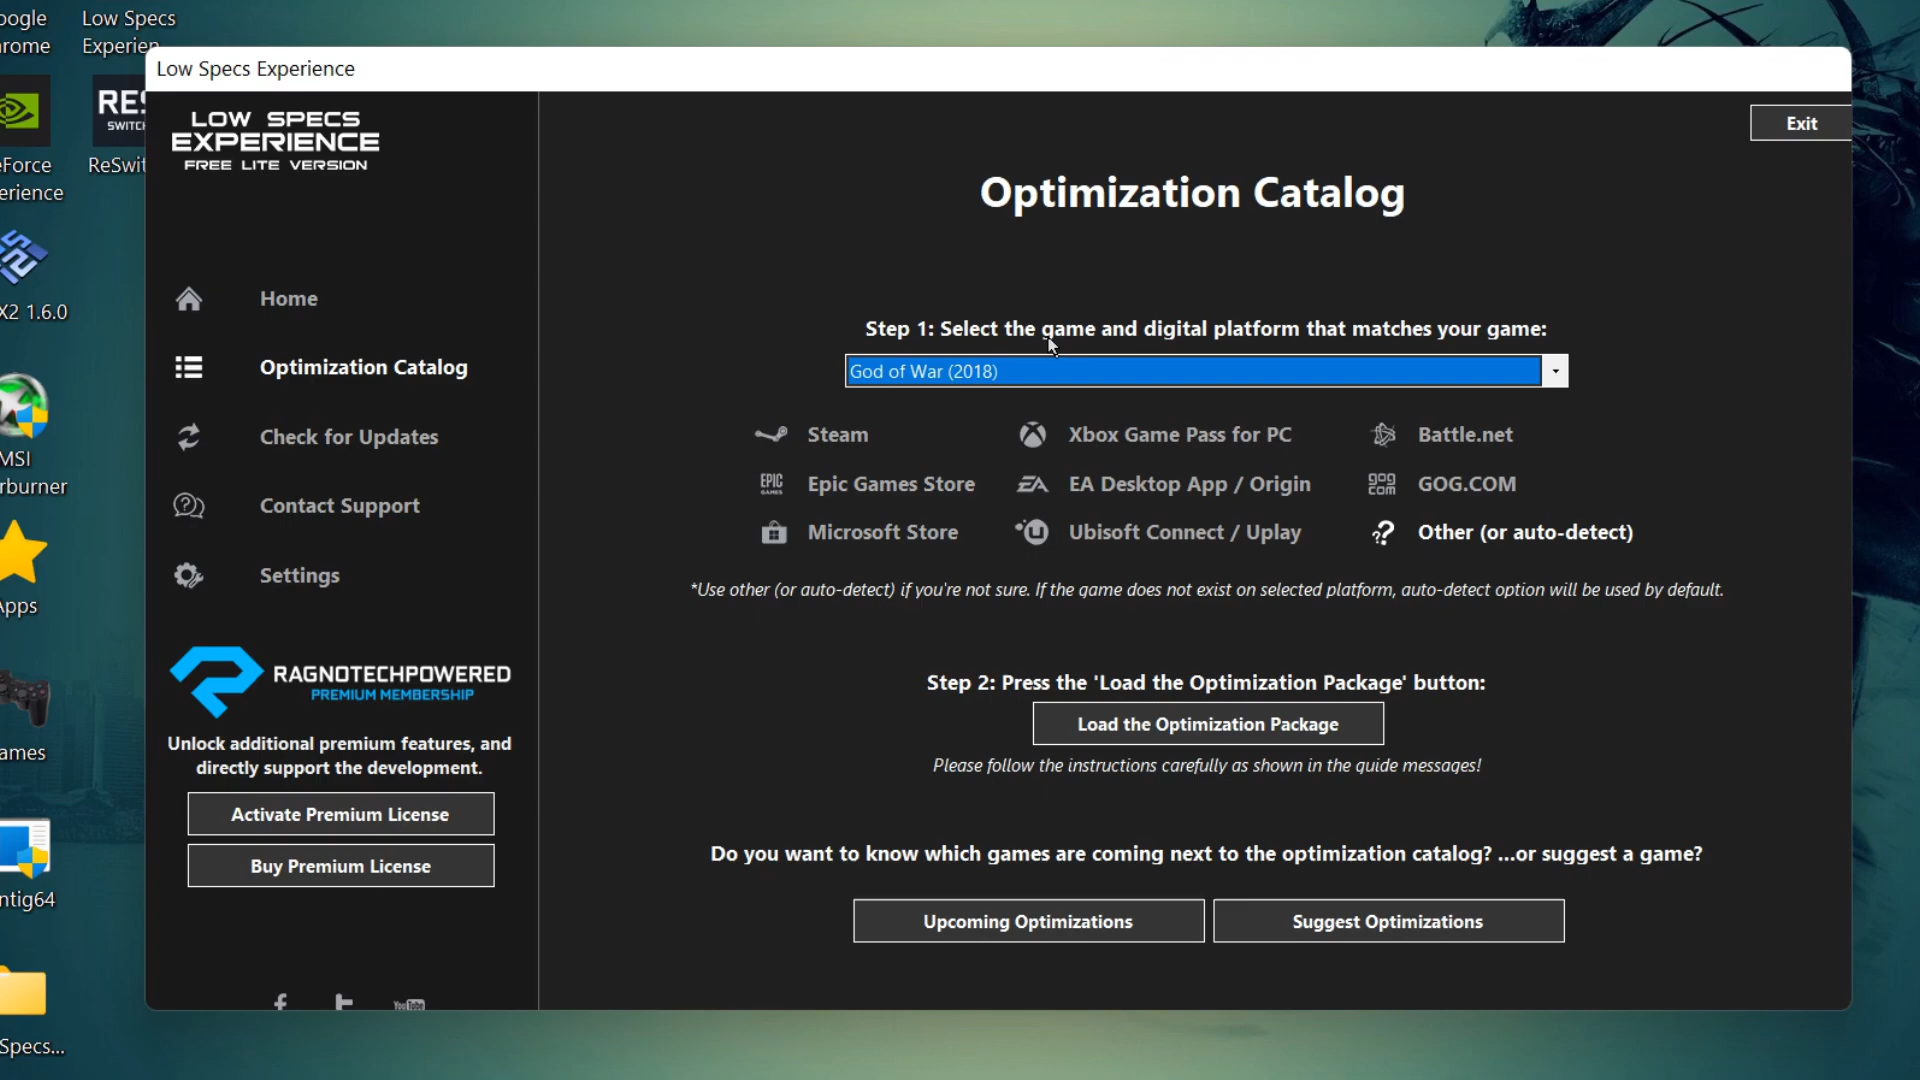 oogle
Low Specs
rome
Experien
Low Specs Experience
LOW SPECS
EXPERIENCE
FREE LITE VERSION
Exit
RES
SWITCH
eForce
ReSwit
erience
Optimization Catalog
Home
X2 1.6.0
Step 1: Select the game and digital platform that matches your game:
Optimization Catalog
God of War (2018)
Steam
Xbox Game Pass for PC
Battle.net
Check for Updates
MSI
rburner
EPIC GAMES
Epic Games Store
EA
EA Desktop App / Origin
gog com
GOG.COM
Contact Support
Microsoft Store
Ubisoft Connect / Uplay
Other (or auto-detect)
Settings
*Use other (or auto-detect) if you're not sure. If the game does not exist on selected platform, auto-detect option will be used by default.
Apps
RAGNOTECHPOWERED
PREMIUM MEMBERSHIP
Step 2: Press the 'Load the Optimization Package' button:
Load the Optimization Package
Please follow the instructions carefully as shown in the guide messages!
ames
Unlock additional premium features, and
directly support the development.
Activate Premium License
Buy Premium License
Do you want to know which games are coming next to the optimization catalog? ...or suggest a game?
Upcoming Optimizations
Suggest Optimizations
ntig64
YouTube
Specs...